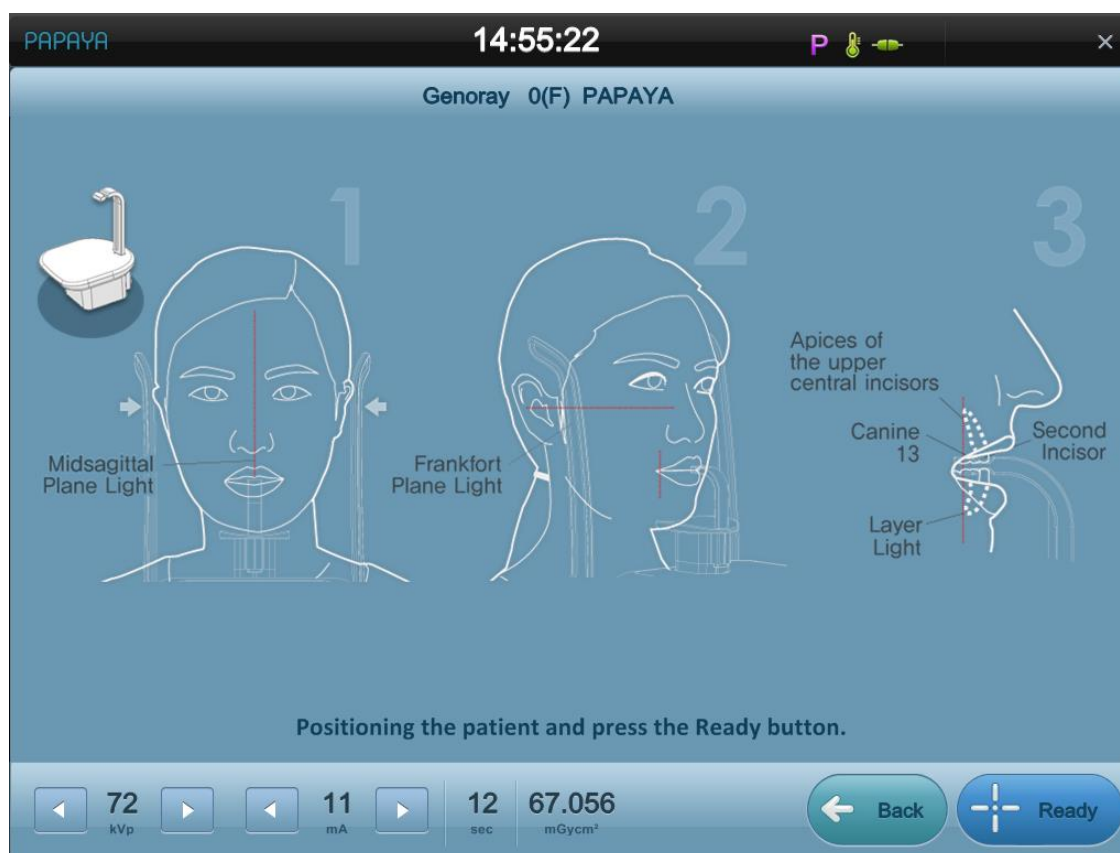 PAPAYA
14:55:22
P
Genoray 0(F) PAPAYA
1
2
3
Midsagittal
Plane Light
Frankfort
Plane Light
Apices of
the upper
central incisors
Canine
13
Second
Incisor
Layer
Light
Positioning the patient and press the Ready button.
72
kVp
11
mA
12
sec
67.056
mGycm²
Back
Ready